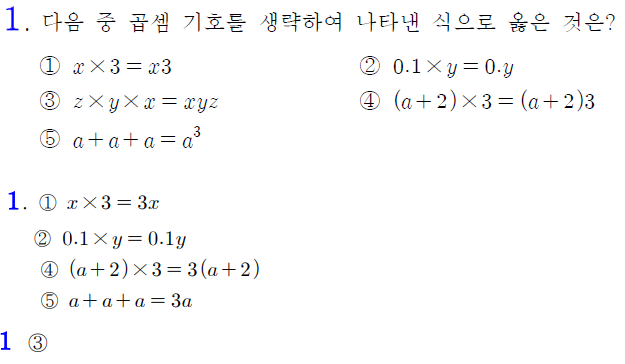 1. 다음 중 곱셈 기호를 생략하여 나타낸 식으로 옳은 것은?
① x×3=x3 ② 0.1×y=0.y
③ z×y×x=xyz ④ (a+2)×3=(a+2)3
⑤ a+a+a=a³
1. ① x×3=3x
② 0.1×y=0.1y
④ (a+2)×3=3(a+2)
⑤ a+a+a=3a
1 ③